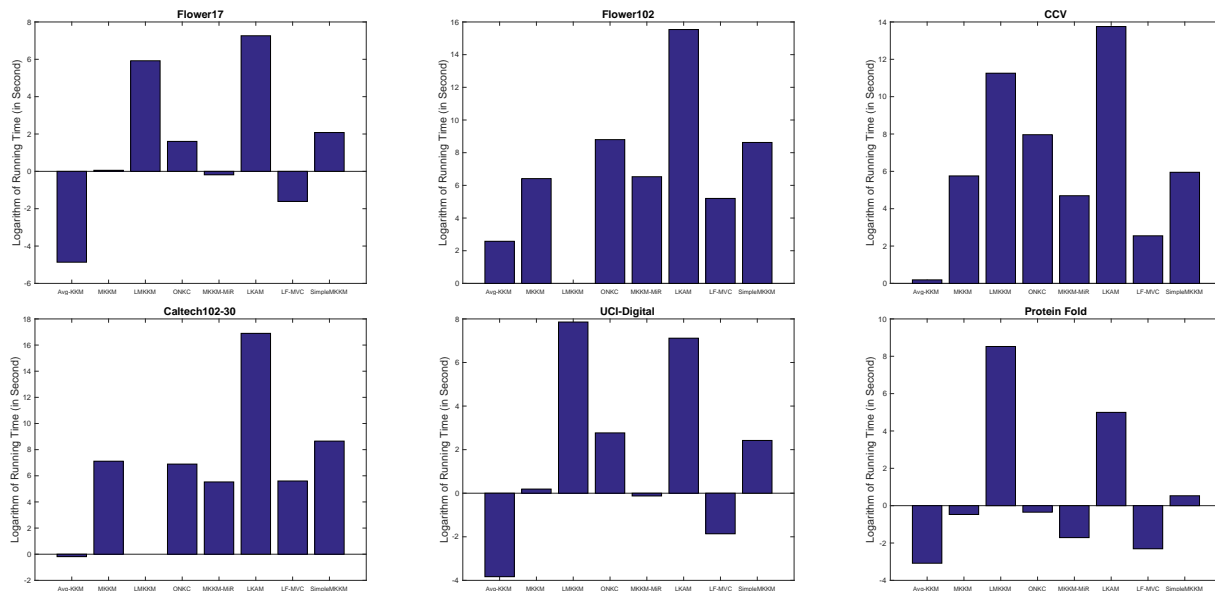 Flower17
Logarithm of Running Time (in Second)
8
6
4
2
0
-2
-4
-6
Avg-KKM MKKM LMKKM ONKC MKKM-MiR LKAM LF-MVC SimpleMKKM
Flower102
Logarithm of Running Time (in Second)
16
14
12
10
8
6
4
2
0
Avg-KKM MKKM LMKKM ONKC MKKM-MiR LKAM LF-MVC SimpleMKKM
CCV
Logarithm of Running Time (in Second)
14
12
10
8
6
4
2
0
Avg-KKM MKKM LMKKM ONKC MKKM-MiR LKAM LF-MVC SimpleMKKM
Caltech102-30
Logarithm of Running Time (in Second)
18
16
14
12
10
8
6
4
2
0
-2
Avg-KKM MKKM LMKKM ONKC MKKM-MiR LKAM LF-MVC SimpleMKKM
UCI-Digital
Logarithm of Running Time (in Second)
8
6
4
2
0
-2
-4
Avg-KKM MKKM LMKKM ONKC MKKM-MiR LKAM LF-MVC SimpleMKKM
Protein Fold
Logarithm of Running Time (in Second)
10
8
6
4
2
0
-2
-4
Avg-KKM MKKM LMKKM ONKC MKKM-MiR LKAM LF-MVC SimpleMKKM